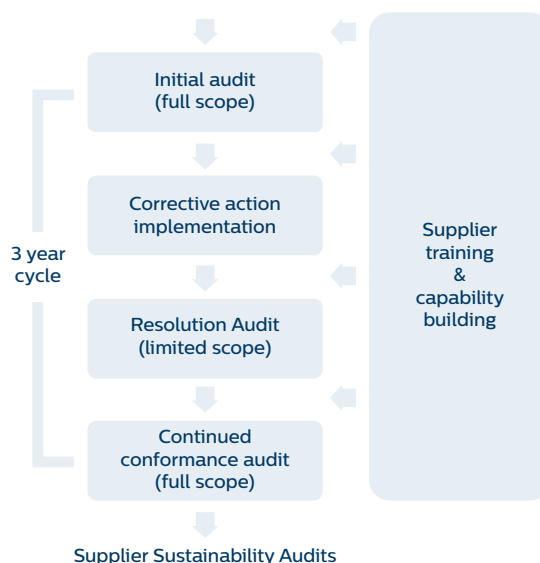 Initial audit
(full scope)
Corrective action
implementation
3 year
cycle
Supplier
training
&
capability
building
Resolution Audit
(limited scope)
Continued
conformance audit
(full scope)
Supplier Sustainability Audits